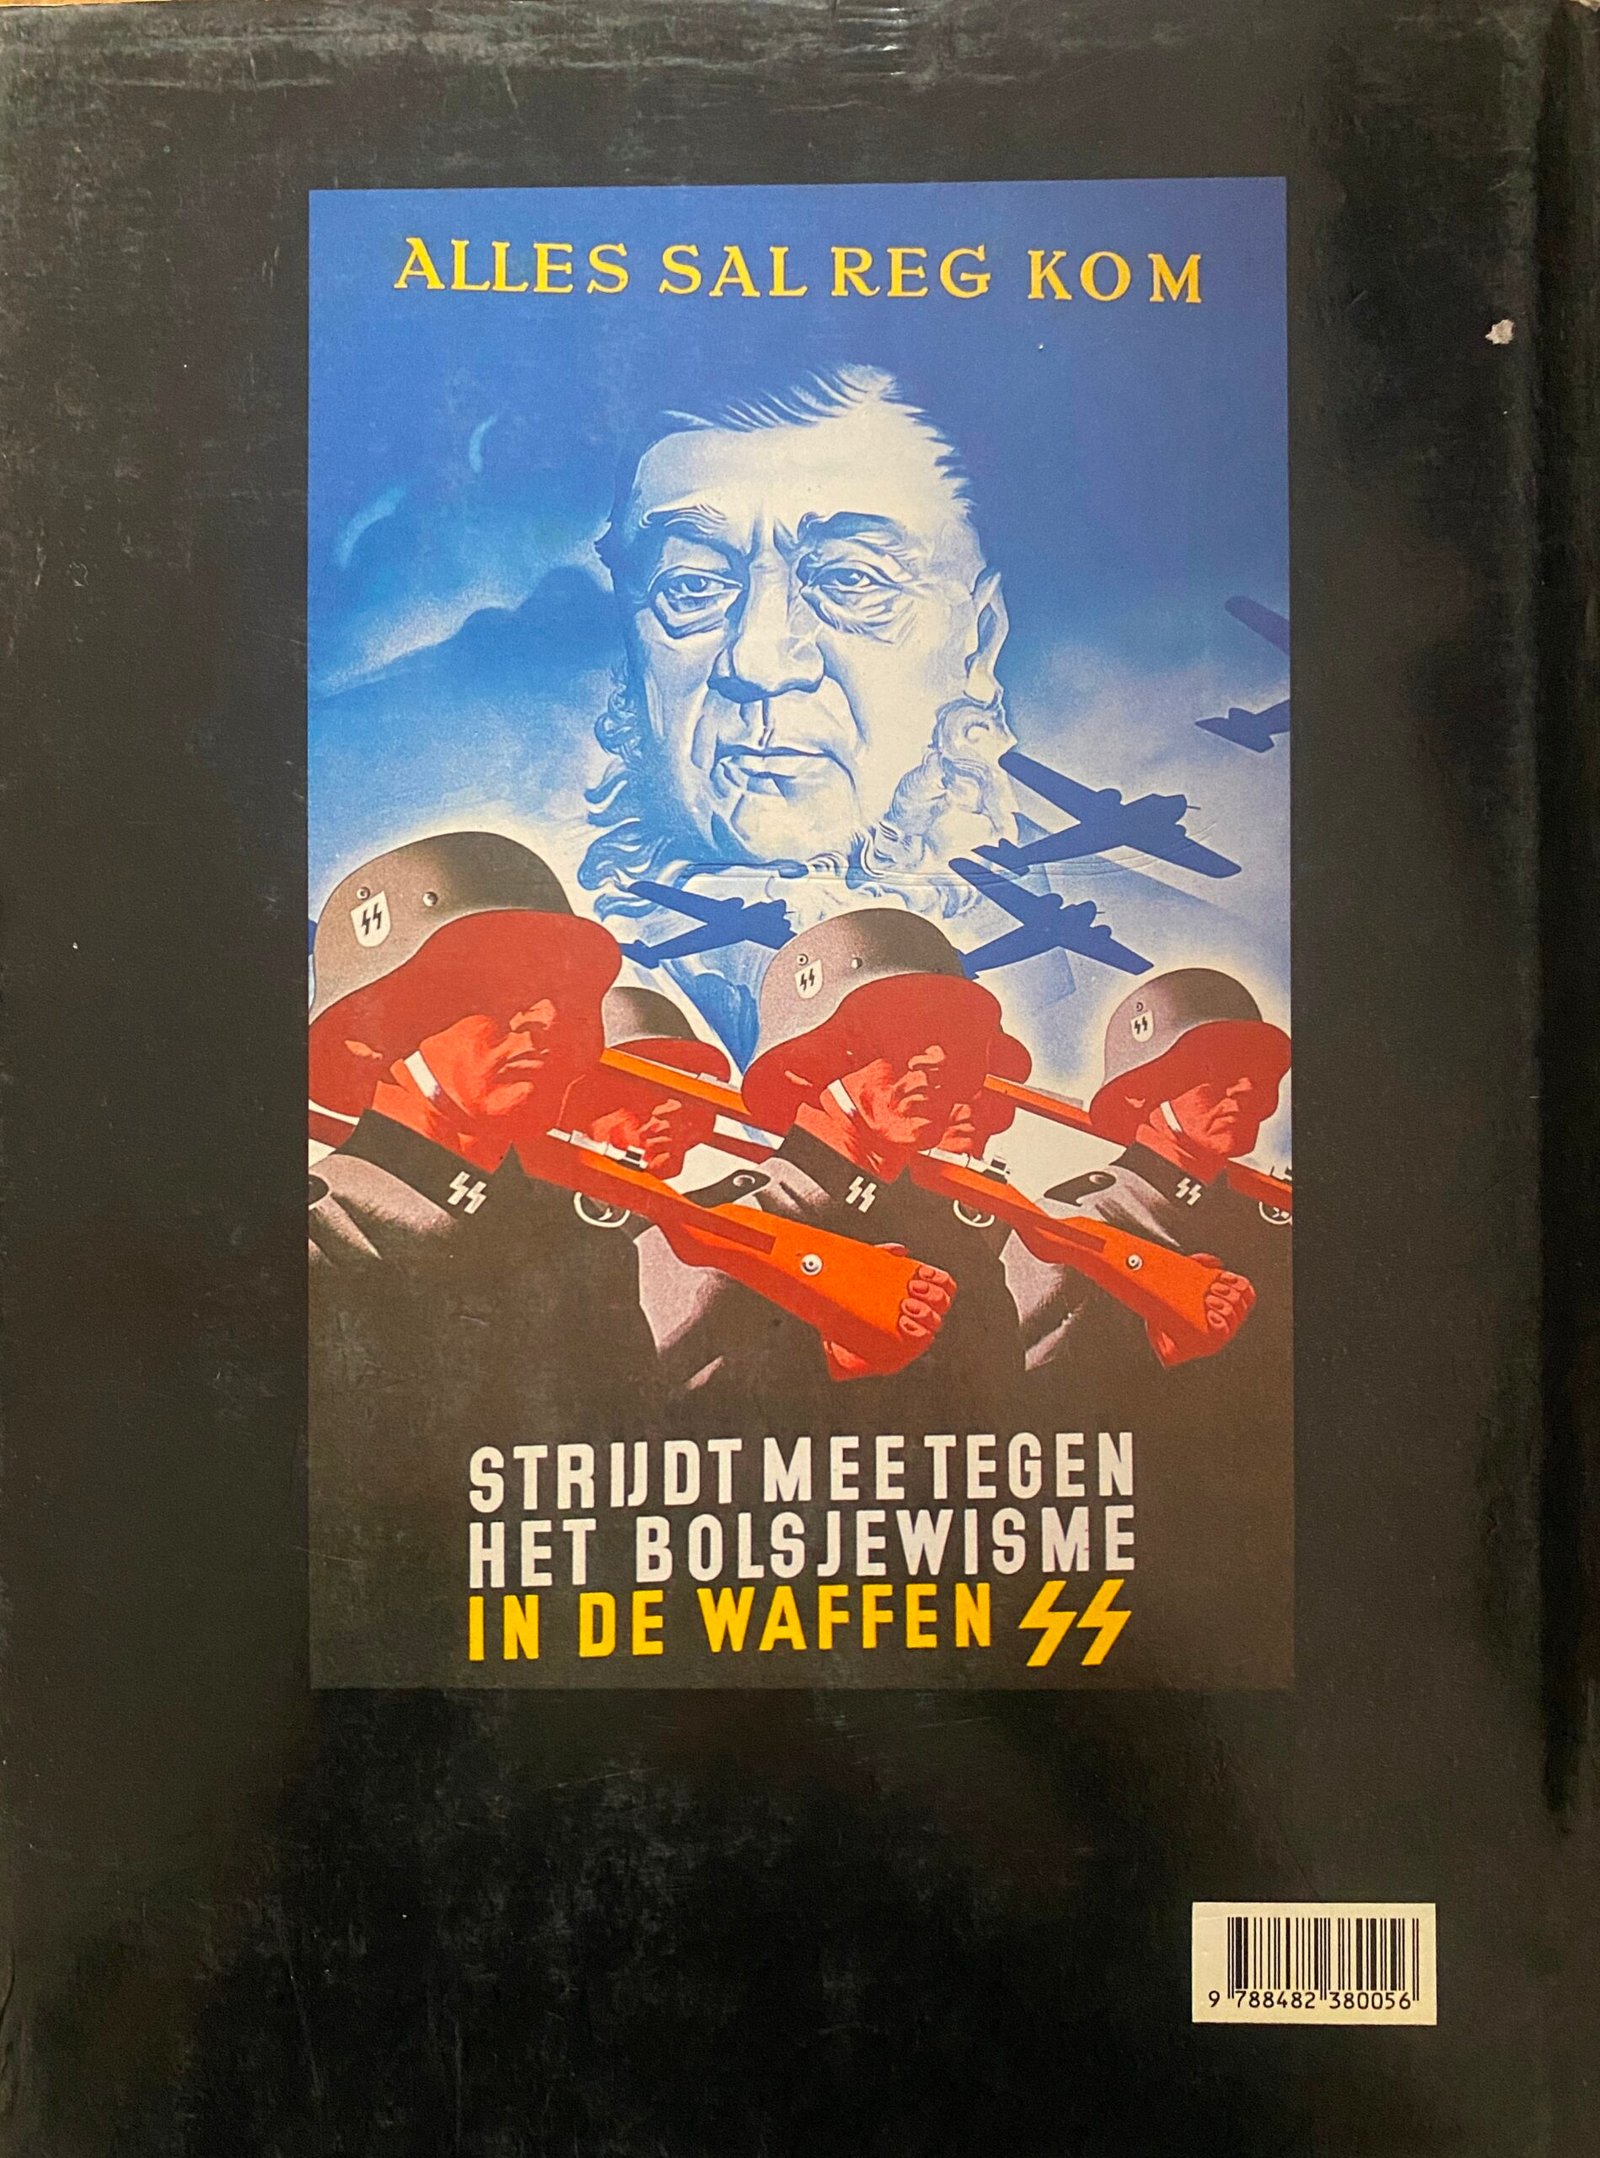 ALLES SAL REG KOM
STRIJDT MEE TEGEN
HET BOLSJEWISME
IN DE WAFFEN SS
9 788482 380056